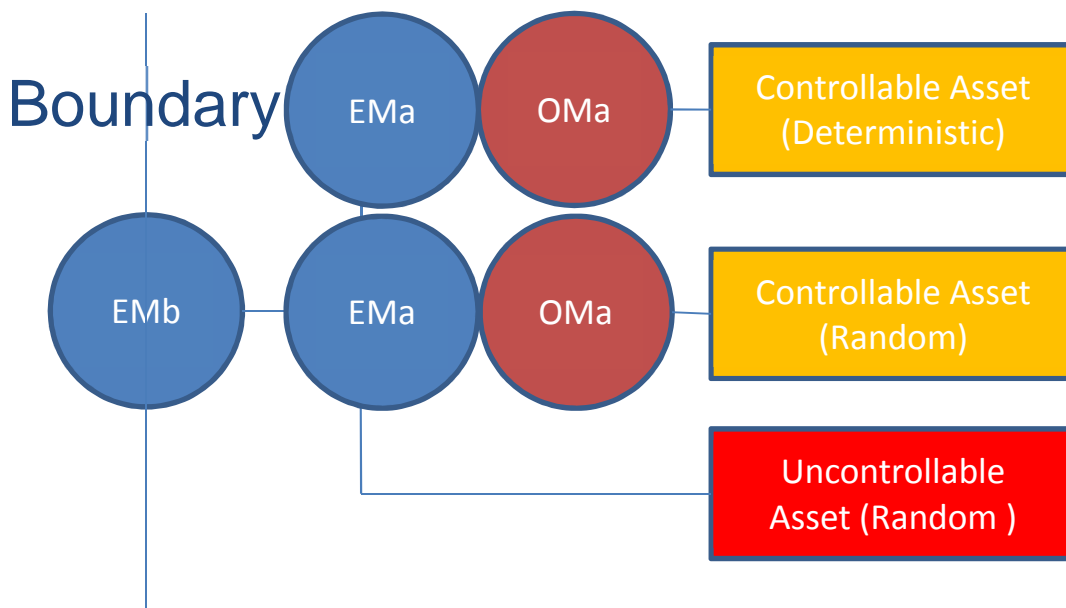 Boundary
EMa
OMa
Controllable Asset
(Deterministic)
EMb
EMa
OMa
Controllable Asset
(Random)
Uncontrollable
Asset (Random )